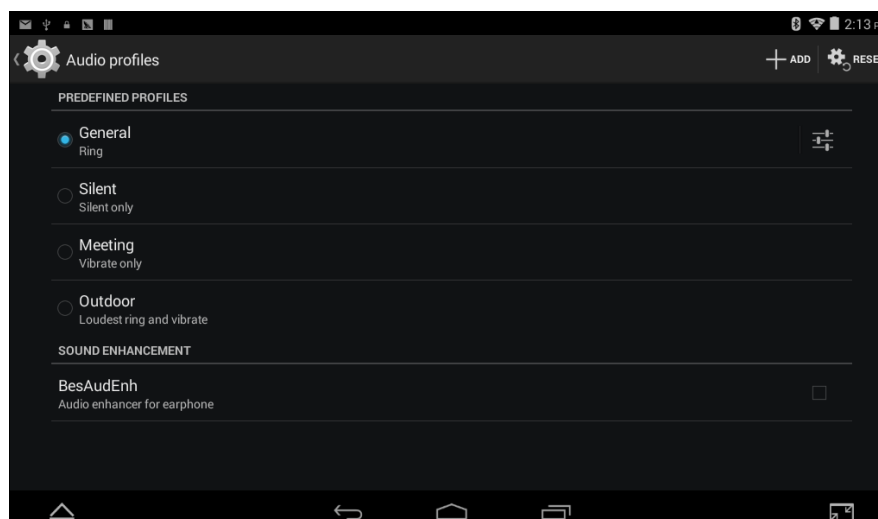 2:13 P
Audio profiles
ADD
RESE
PREDEFINED PROFILES
General
Ring
Silent
Silent only
Meeting
Vibrate only
Outdoor
Loudest ring and vibrate
SOUND ENHANCEMENT
BesAudEnh
Audio enhancer for earphone